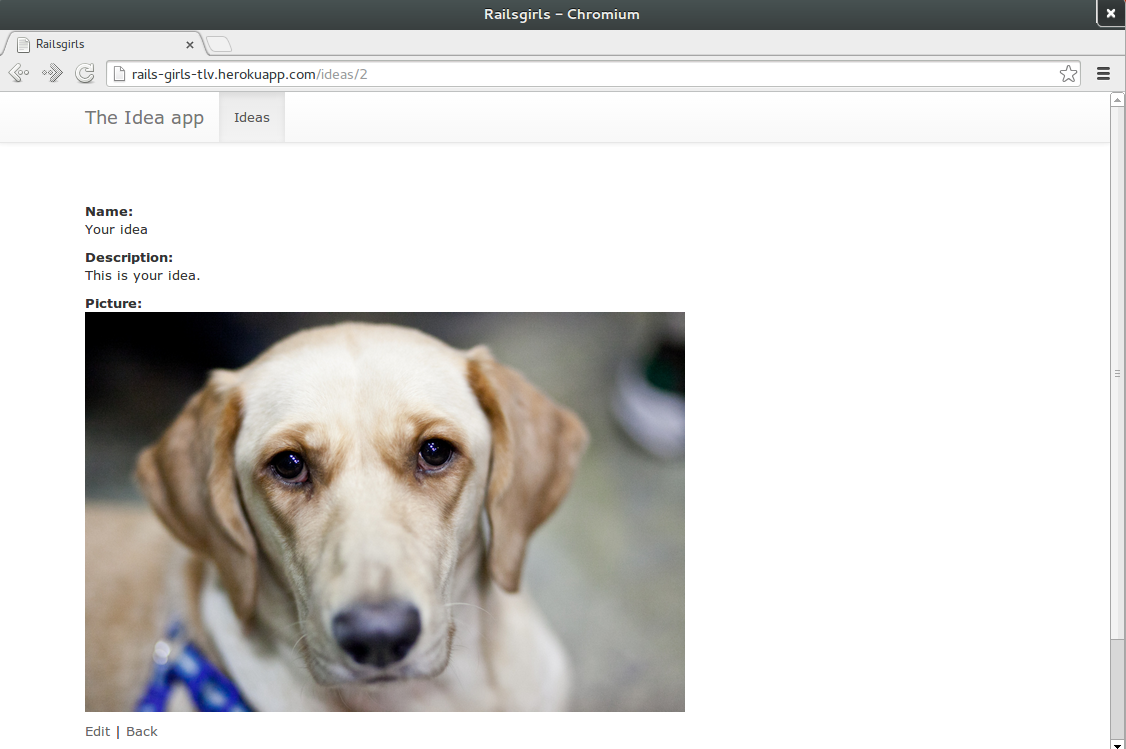 Railsgirls – Chromium
Railsgirls
rails-girls-tlv.herokuapp.com/ideas/2
The Idea app Ideas
Name:
Your idea
Description:
This is your idea.
Picture:
Edit | Back